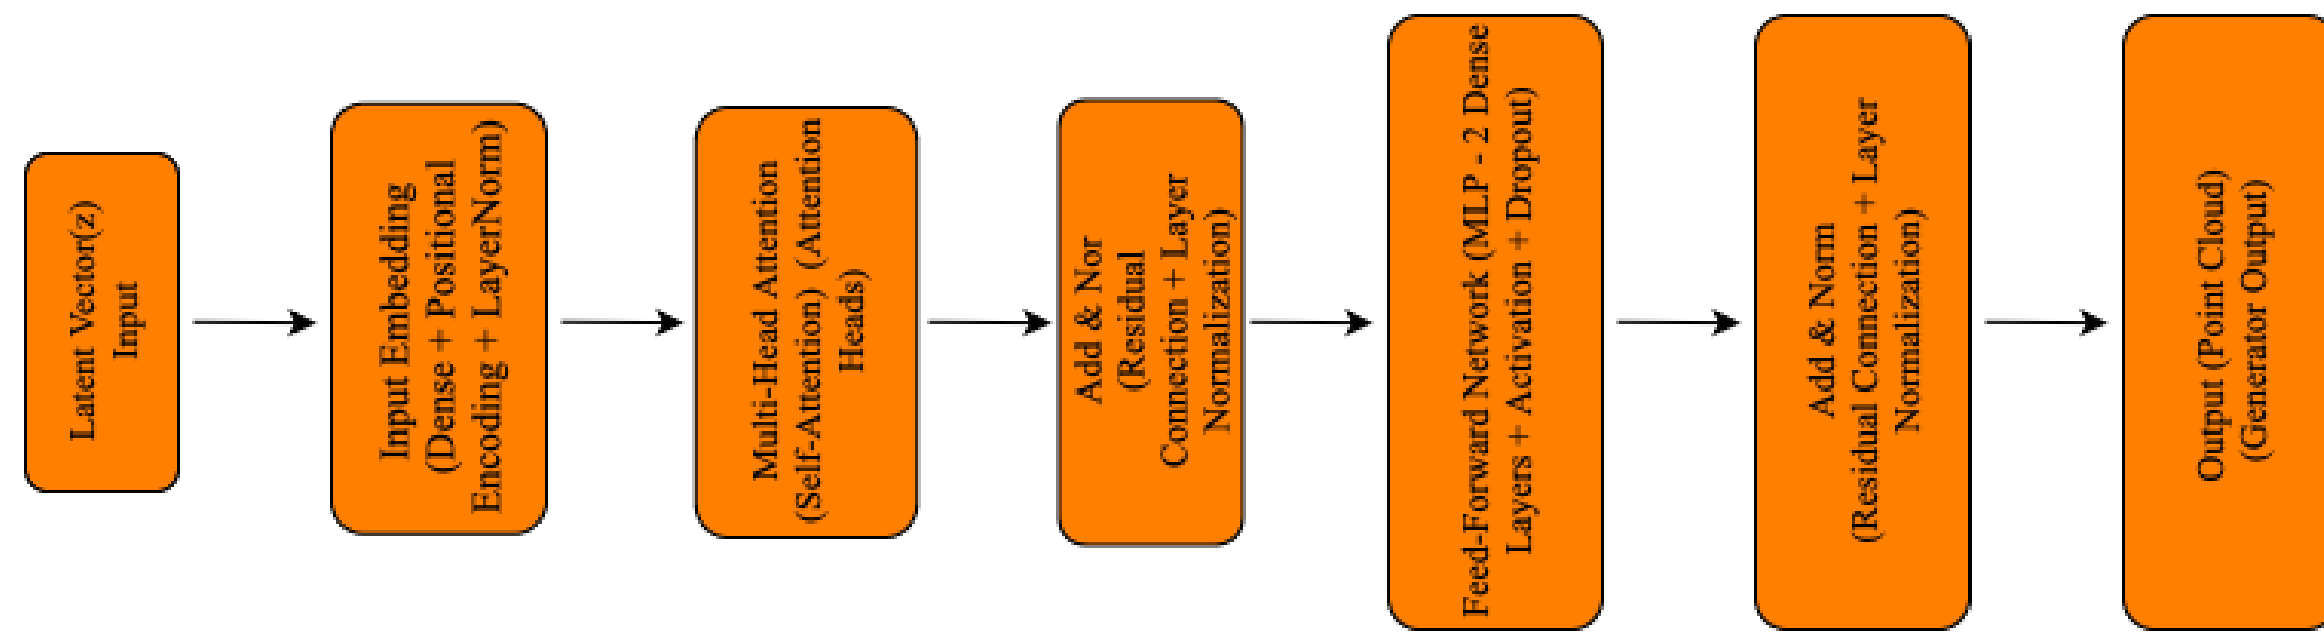 Latent Vector(z)
Input
Input Embedding
(Dense + Positional
Encoding + LayerNorm)
Multi-Head Attention
(Self-Attention) (Attention
Heads)
Add & Nor
(Residual
Connection + Layer
Normalization)
Feed-Forward Network (MLP - 2 Dense
Layers + Activation + Dropout)
Add & Norm
(Residual Connection + Layer
Normalization)
Output (Point Cloud)
(Generator Output)